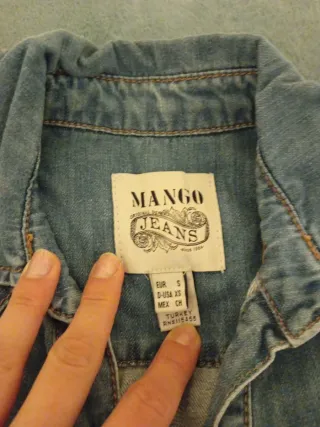 MANGO
JEANS
EUR S
D-USA XS
MEX CH
TURKEY